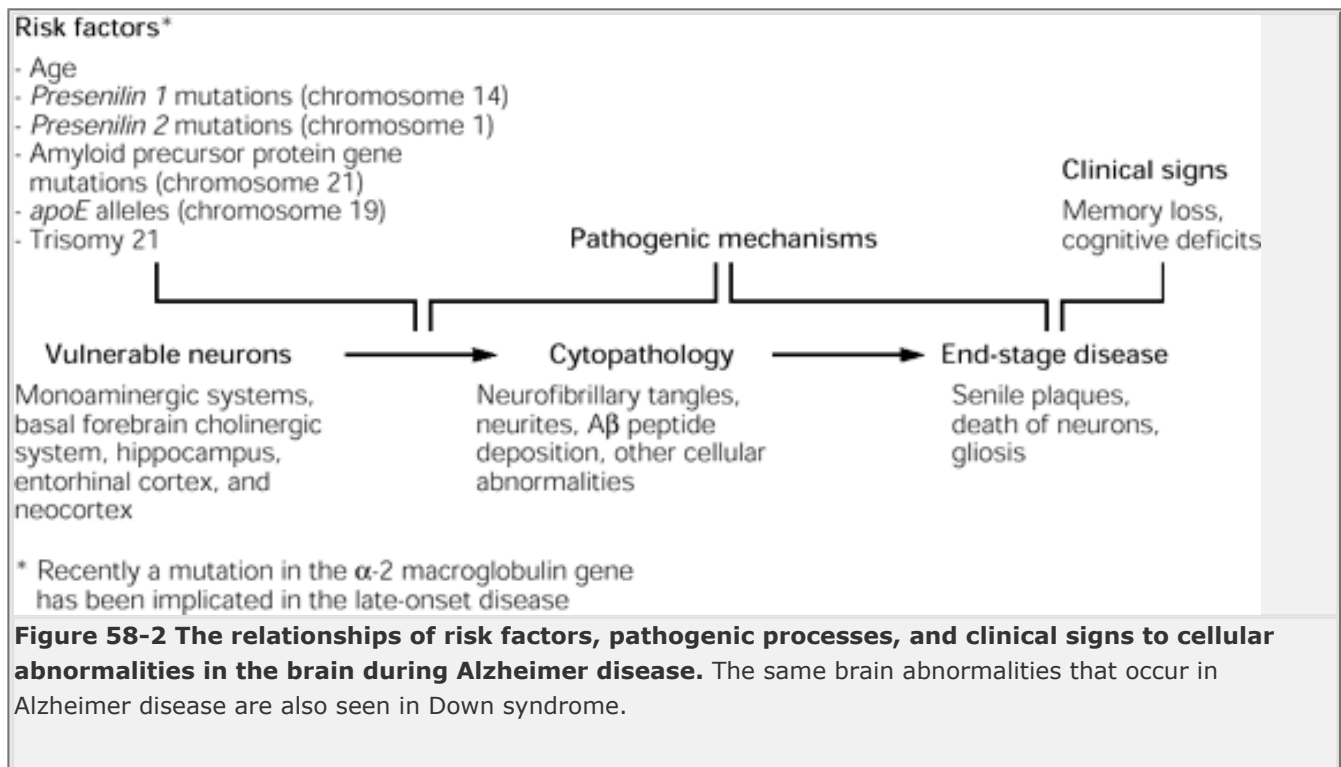 Risk factors*
- Age
- Presenilin 1 mutations (chromosome 14)
- Presenilin 2 mutations (chromosome 1)
- Amyloid precursor protein gene
mutations (chromosome 21)
- apoE alleles (chromosome 19)
- Trisomy 21
Pathogenic mechanisms
Clinical signs
Memory loss,
cognitive deficits
Vulnerable neurons
Monoaminergic systems,
basal forebrain cholinergic
system, hippocampus,
entorhinal cortex, and
neocortex
Cytopathology
Neurofibrillary tangles,
neurites, Aβ peptide
deposition, other cellular
abnormalities
End-stage disease
Senile plaques,
death of neurons,
gliosis
* Recently a mutation in the α-2 macroglobulin gene
has been implicated in the late-onset disease
Figure 58-2 The relationships of risk factors, pathogenic processes, and clinical signs to cellular
abnormalities in the brain during Alzheimer disease. The same brain abnormalities that occur in
Alzheimer disease are also seen in Down syndrome.